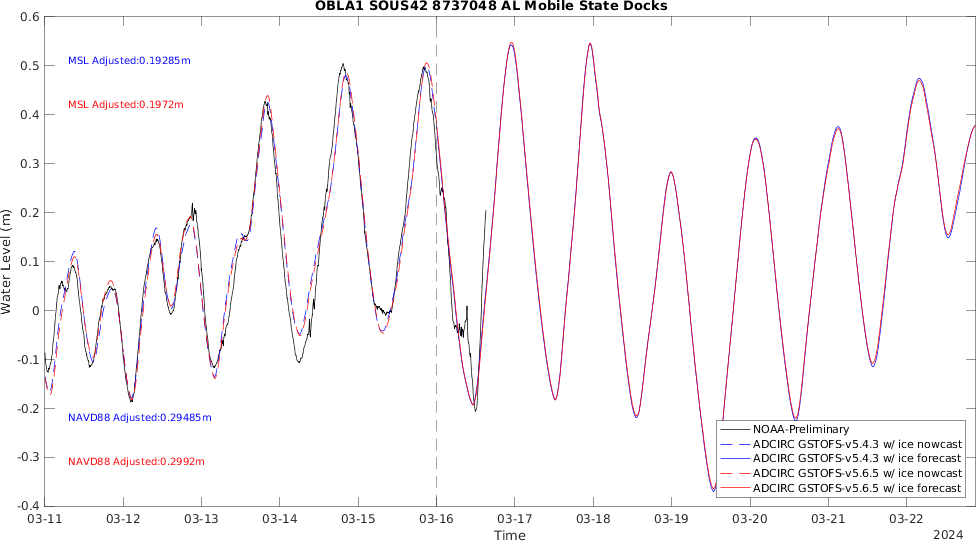 OBLA1 SOUS42 8737048 AL Mobile State Docks
0.6
0.5
0.4
0.3
0.2
0.1
0
-0.1
-0.2
-0.3
-0.4
Water Level (m)
MSL Adjusted:0.19285m
MSL Adjusted:0.1972m
NAVD88 Adjusted:0.29485m
NAVD88 Adjusted:0.2992m
NOAA-Preliminary
ADCIRC GSTOFS-v5.4.3 w/ ice nowcast
ADCIRC GSTOFS-v5.4.3 w/ ice forecast
ADCIRC GSTOFS-v5.6.5 w/ ice nowcast
ADCIRC GSTOFS-v5.6.5 w/ ice forecast
03-11 03-12 03-13 03-14 03-15 03-16 03-17 03-18 03-19 03-20 03-21 03-22
Time
2024